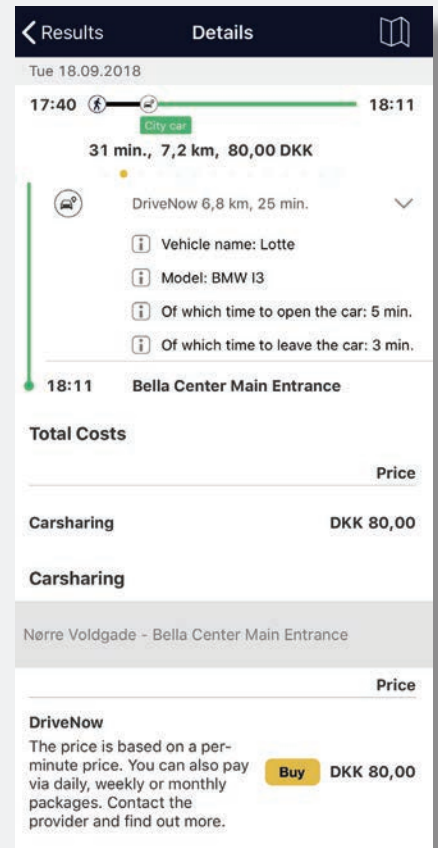 Results
Details
Tue 18.09.2018
17:40
18:11
City car
31 min., 7,2 km, 80,00 DKK
DriveNow 6,8 km, 25 min.
Vehicle name: Lotte
Model: BMW I3
Of which time to open the car: 5 min.
Of which time to leave the car: 3 min.
18:11 Bella Center Main Entrance
Total Costs
Price
Carsharing DKK 80,00
Carsharing
Nørre Voldgade - Bella Center Main Entrance
Price
DriveNow
The price is based on a per-
minute price. You can also pay
via daily, weekly or monthly
packages. Contact the
provider and find out more.
Buy DKK 80,00